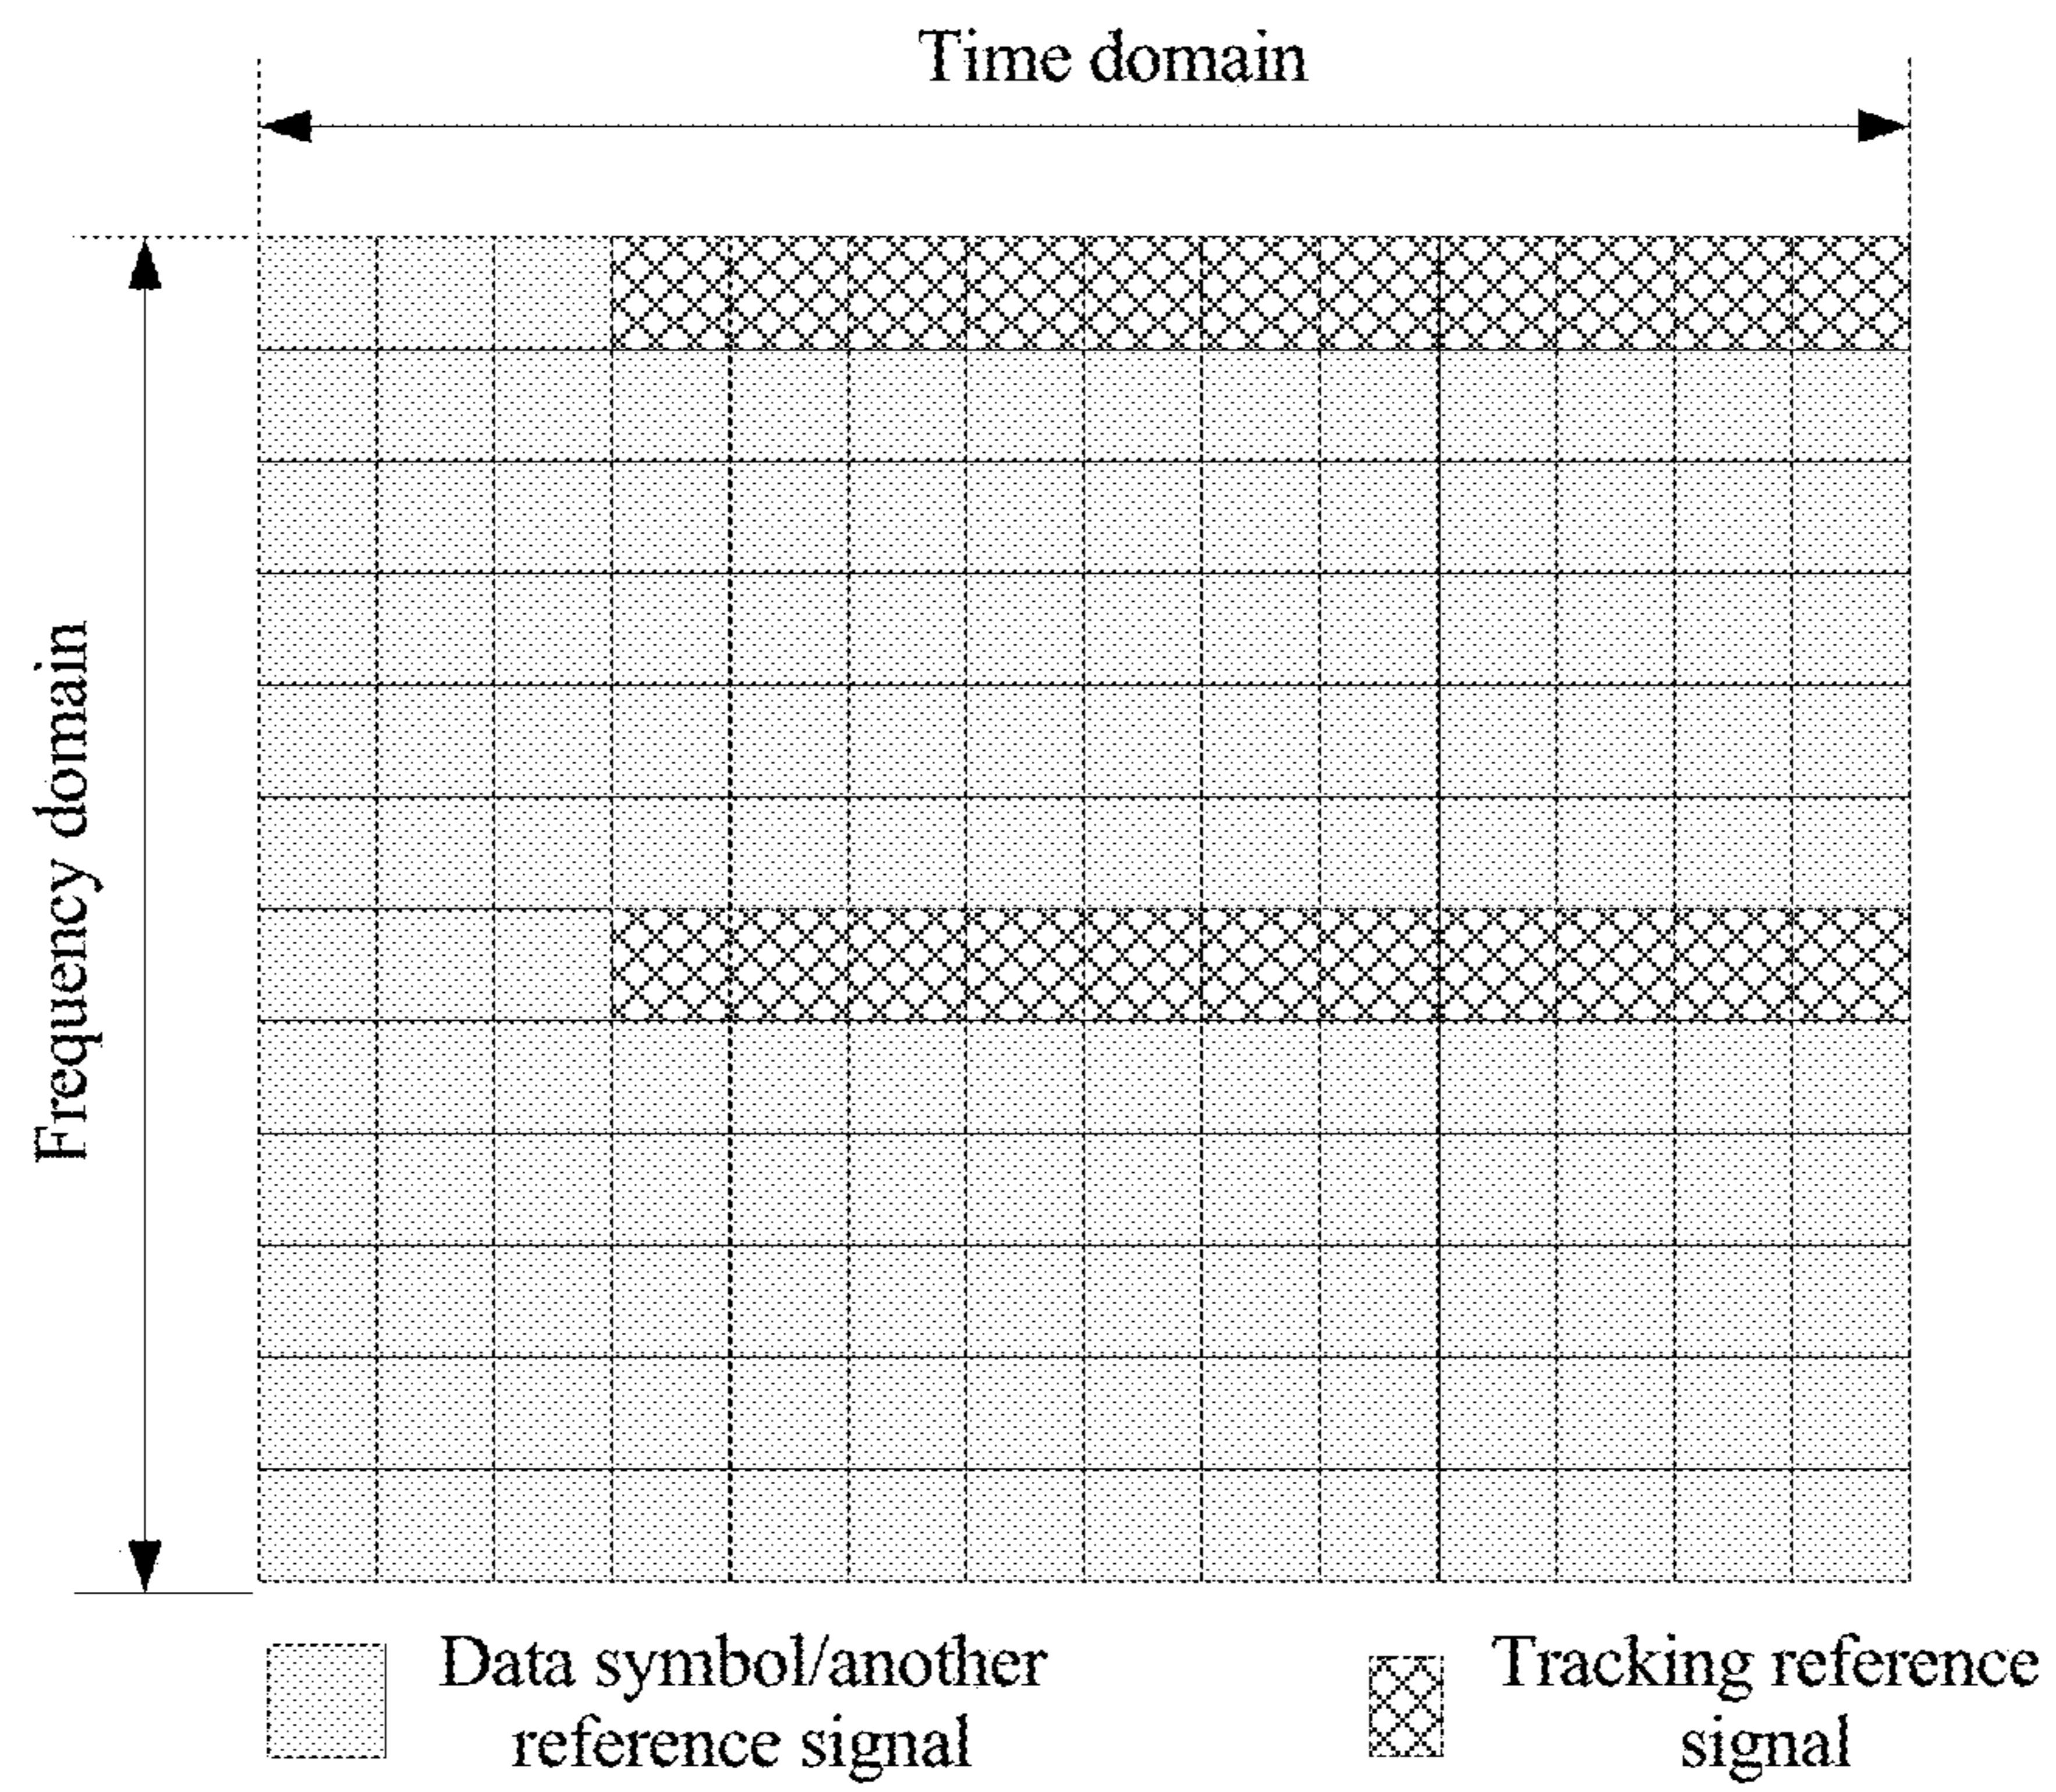 Time domain
Frequency domain
Data symbol/another
reference signal
Tracking reference
signal